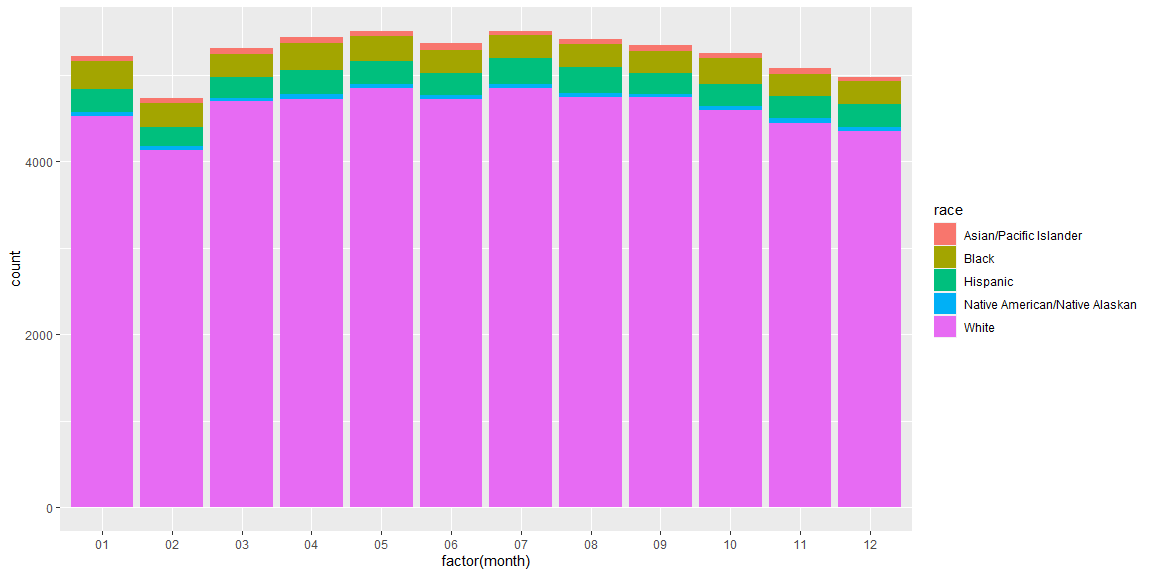 4000
2000
0
count
01 02 03 04 05 06 07 08 09 10 11 12
factor(month)
race
Asian/Pacific Islander
Black
Hispanic
Native American/Native Alaskan
White